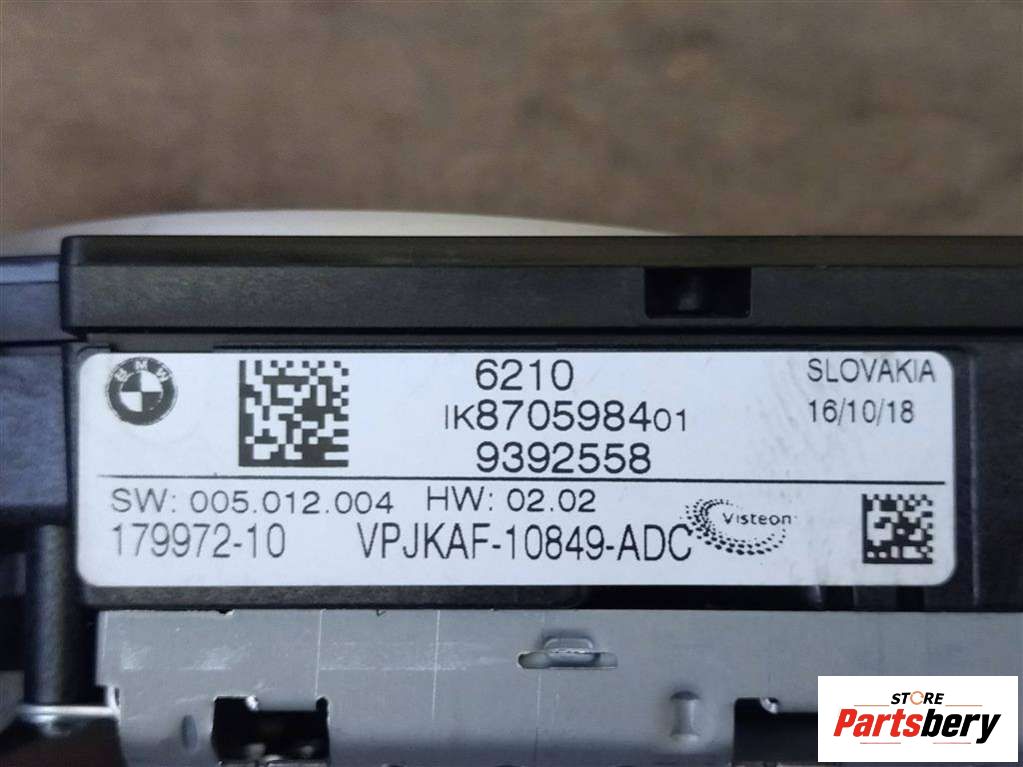 BMW
6210
SLOVAKIA
IK870598401
16/10/18
9392558
SW: 005.012.004 HW: 02.02
179972-10 VPJKAF-10849-ADC Visteon
STORE
Partsbery